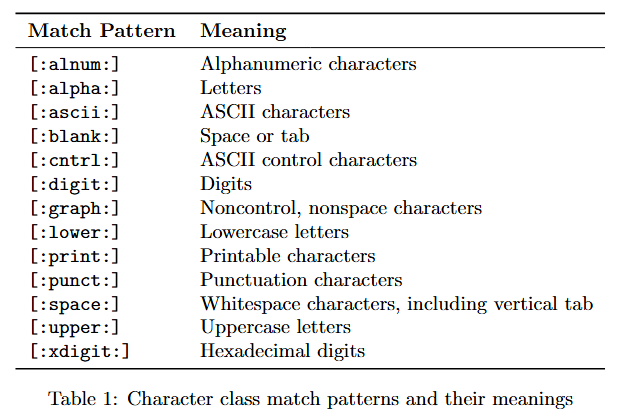 Match Pattern Meaning
[:alnum:] Alphanumeric characters
[:alpha:] Letters
[:ascii:] ASCII characters
[:blank:] Space or tab
[:cntrl:] ASCII control characters
[:digit:] Digits
[:graph:] Noncontrol, nonspace characters
[:lower:] Lowercase letters
[:print:] Printable characters
[:punct:] Punctuation characters
[:space:] Whitespace characters, including vertical tab
[:upper:] Uppercase letters
[:xdigit:] Hexadecimal digits
Table 1: Character class match patterns and their meanings